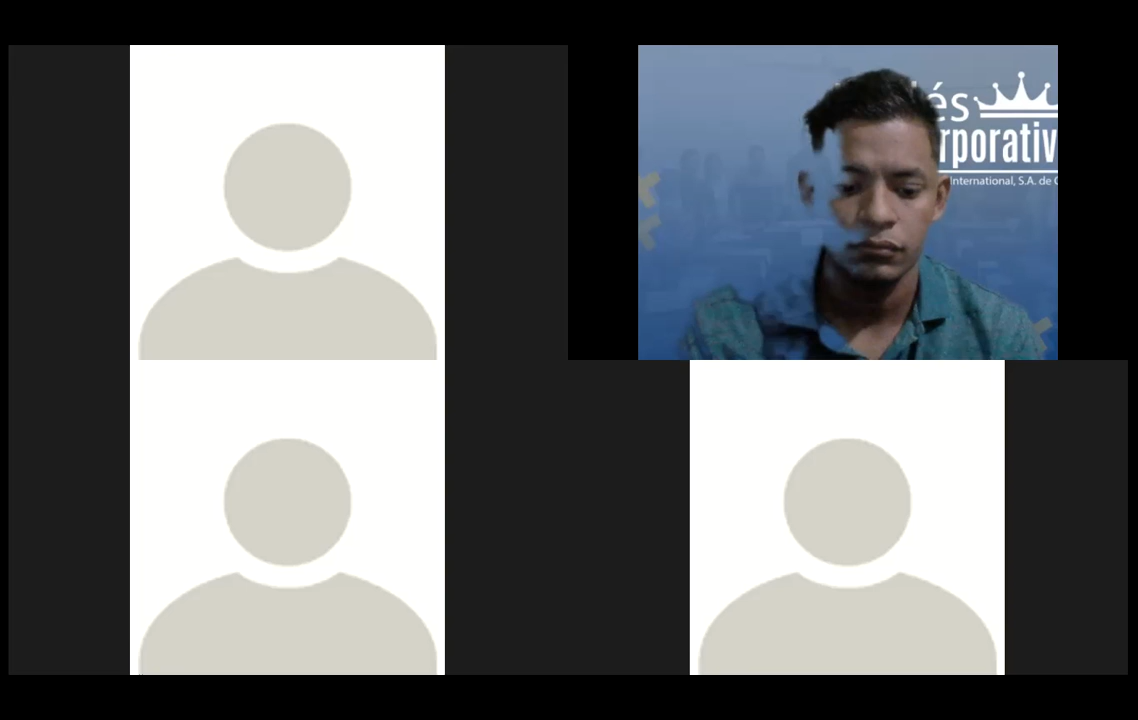 és
rporativ
International, S.A. de C